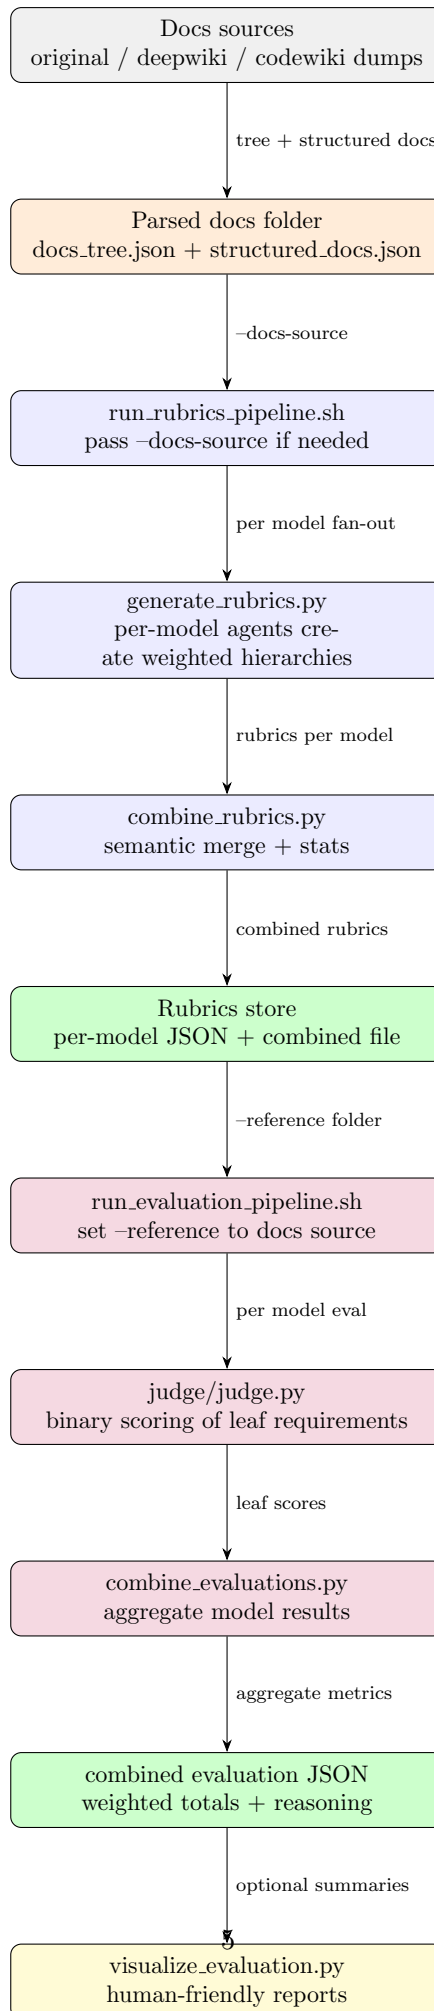 Docs sources
original / deepwiki / codewiki dumps
tree + structured docs
Parsed docs folder
docs_tree.json + structured_docs.json
–docs-source
run_rubrics_pipeline.sh
pass –docs-source if needed
per model fan-out
generate_rubrics.py
per-model agents cre-
ate weighted hierarchies
rubrics per model
combine_rubrics.py
semantic merge + stats
combined rubrics
Rubrics store
per-model JSON + combined file
–reference folder
run_evaluation_pipeline.sh
set –reference to docs source
per model eval
judge/judge.py
binary scoring of leaf requirements
leaf scores
combine_evaluations.py
aggregate model results
aggregate metrics
combined evaluation JSON
weighted totals + reasoning
optional summaries
5
visualize_evaluation.py
human-friendly reports